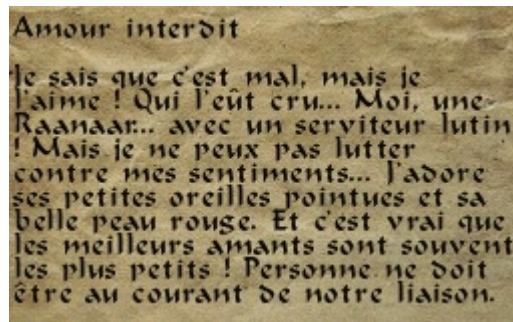 Amour interdit
Je sais que c'est mal, mais je
l'aime ! Qui l'eût cru... Moi, une
Raanaar... avec un serviteur lutin
! Mais je ne peux pas lutter
contre mes sentiments... J'adore
ses petites oreilles pointues et sa
belle peau rouge. Et c'est vrai que
les meilleurs amants sont souvent
les plus petits ! Personne ne doit
être au courant de notre liaison.